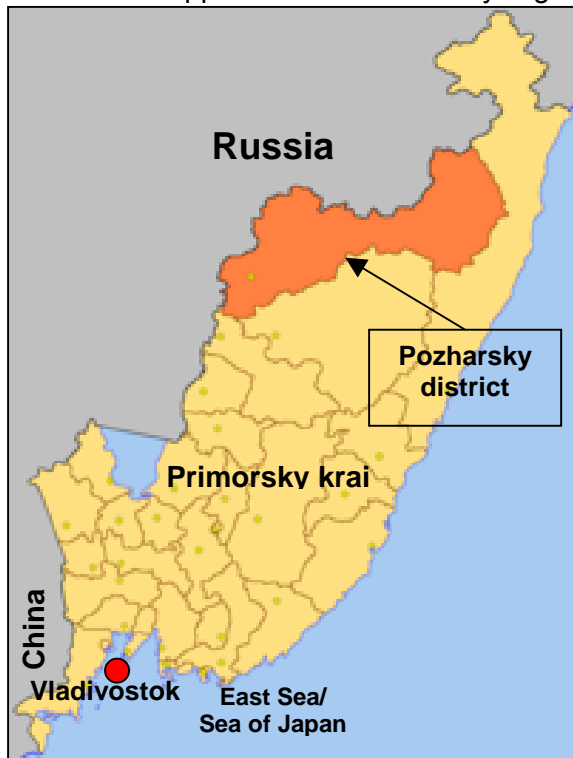 Russia
Pozharsky
district
Primorsky krai
China
Vladivostok
East Sea/
Sea of Japan